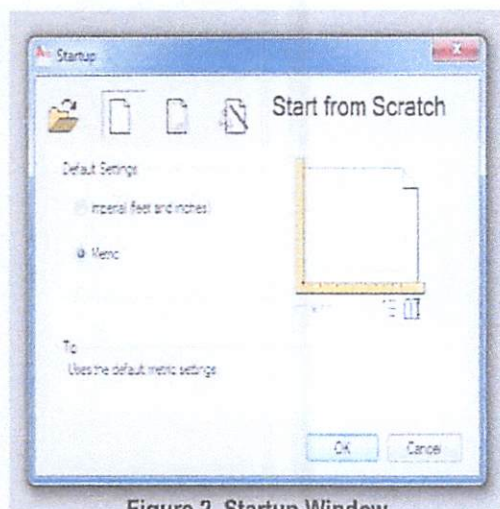 Startup
Start from Scratch
Default Settings
Imperial (feet and inches)
Metric
Tip
Uses the default metric settings
OK
Cancel
Figure 2. Startup Window